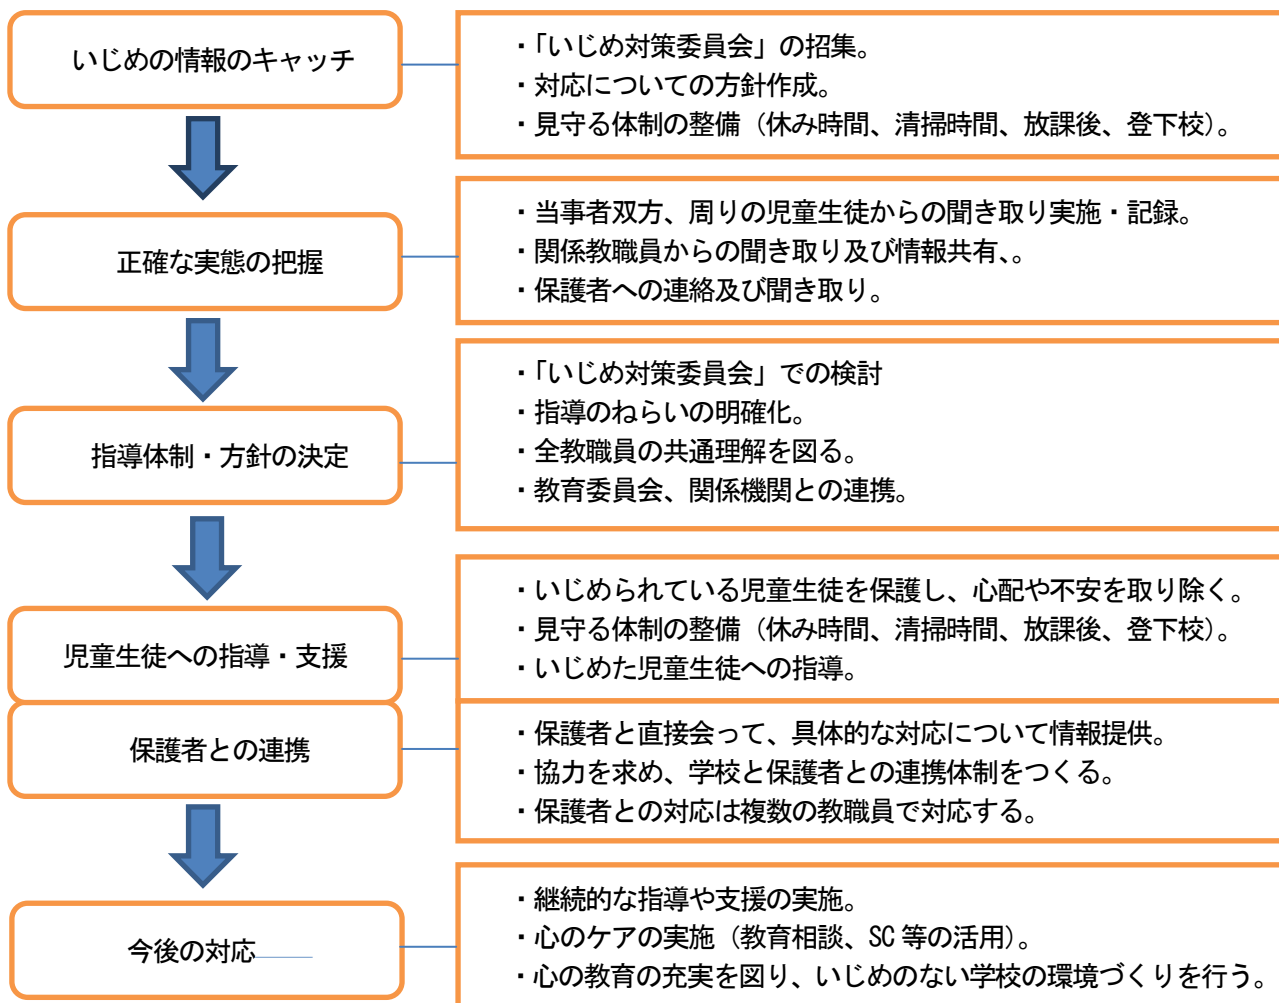 いじめの情報のキャッチ
・「いじめ対策委員会」の招集。
・対応についての方針作成。
・見守る体制の整備（休み時間、清掃時間、放課後、登下校）。
正確な実態の把握
・当事者双方、周りの児童生徒からの聞き取り実施・記録。
・関係教職員からの聞き取り及び情報共有、。
・保護者への連絡及び聞き取り。
指導体制・方針の決定
・「いじめ対策委員会」での検討
・指導のねらいの明確化。
・全教職員の共通理解を図る。
・教育委員会、関係機関との連携。
児童生徒への指導・支援
・いじめられている児童生徒を保護し、心配や不安を取り除く。
・見守る体制の整備（休み時間、清掃時間、放課後、登下校）。
・いじめた児童生徒への指導。
保護者との連携
・保護者と直接会って、具体的な対応について情報提供。
・協力を求め、学校と保護者との連携体制をつくる。
・保護者との対応は複数の教職員で対応する。
今後の対応
・継続的な指導や支援の実施。
・心のケアの実施（教育相談、SC 等の活用）。
・心の教育の充実を図り、いじめのない学校の環境づくりを行う。